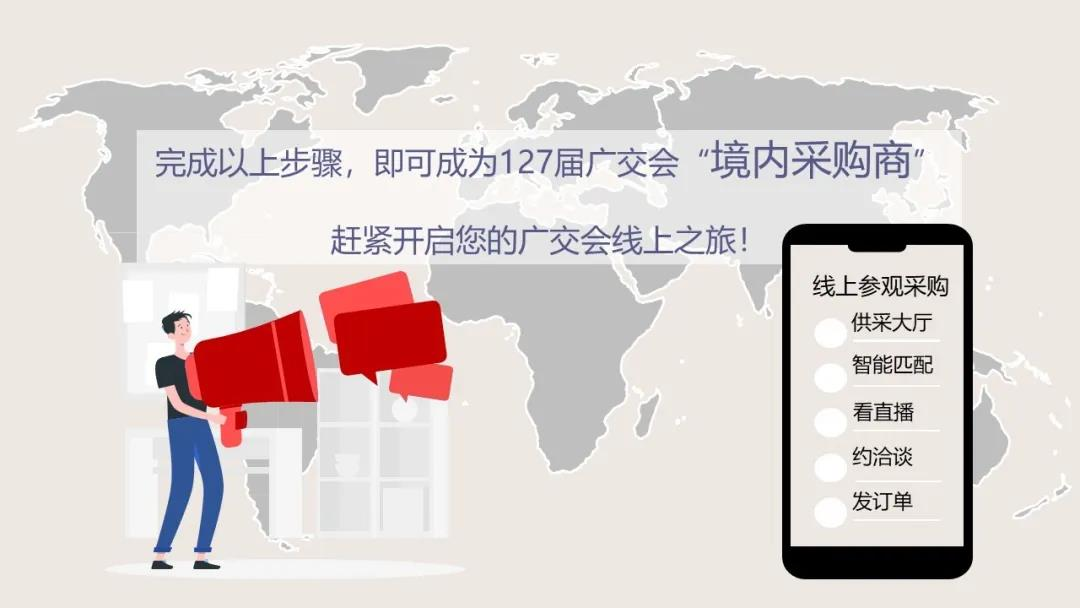 完成以上步骤，即可成为127届广交会“境内采购商”
赶紧开启您的广交会线上之旅！
线上参观采购
供采大厅
智能匹配
看直播
约洽谈
发订单